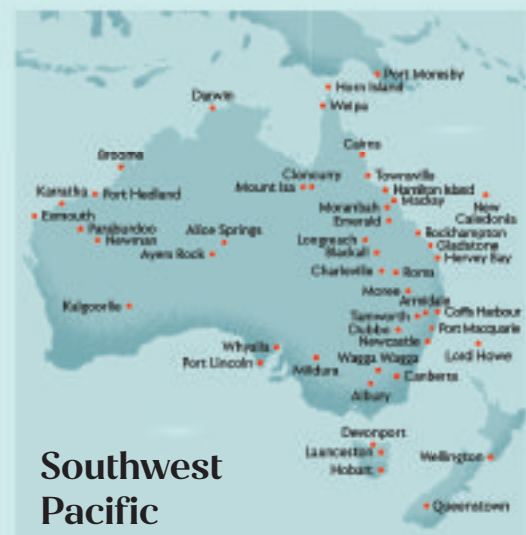 Port Moresby
Horn Island
Darwin
Weipa
Cairns
Broome
Cloncurry
Townsville
Mount Isa
Hamilton Island
Karratha
Port Hedland
Mackay
Moranbah
New
Caledonia
Exmouth
Emerald
Paraburdoo
Alice Springs
Rockhampton
Newman
Longreach
Gladstone
Ayers Rock
Blackall
Hervey Bay
Charleville
Roma
Moree
Armidale
Kalgoorlie
Tamworth
Coffs Harbour
Dubbo
Port Macquarie
Newcastle
Whyalla
Lord Howe
Port Lincoln
Mildura
Wagga Wagga
Canberra
Albury
Devonport
Launceston
Wellington
Hobart
Southwest
Pacific
Queenstown